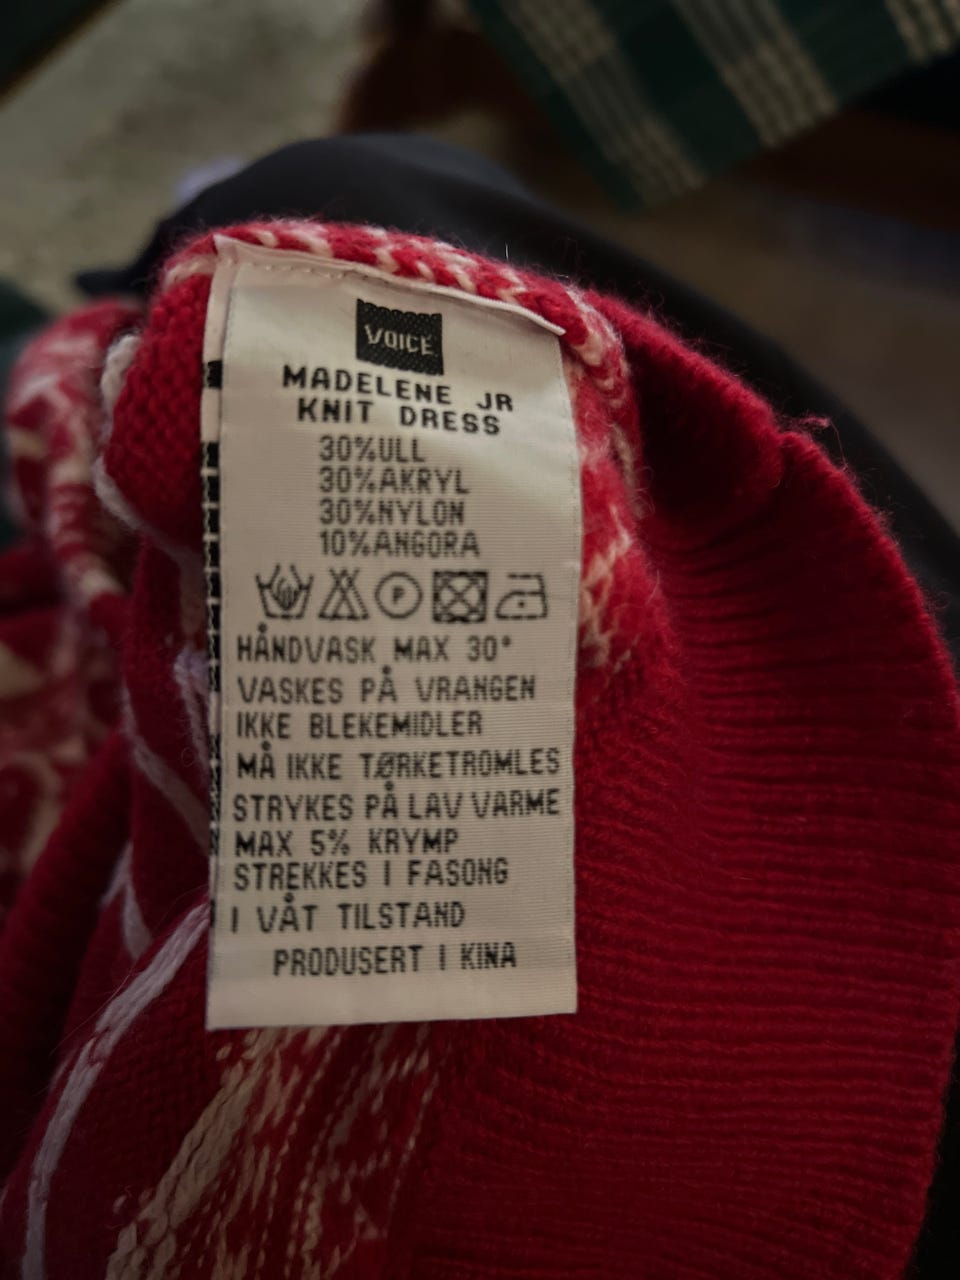 VOICE
MADELENE JR
KNIT DRESS
30%ULL
30%AKRYL
30%NYLON
10%ANGORA
P
HÅNDVASK MAX 30°
VASKES PÅ VRANGEN
IKKE BLEKEMIDLER
MÅ IKKE TØRKETROMLES
STRYKES PÅ LAV VARME
MAX 5% KRYMP
STREKKES I FASONG
I VÅT TILSTAND
PRODUSERT I KINA